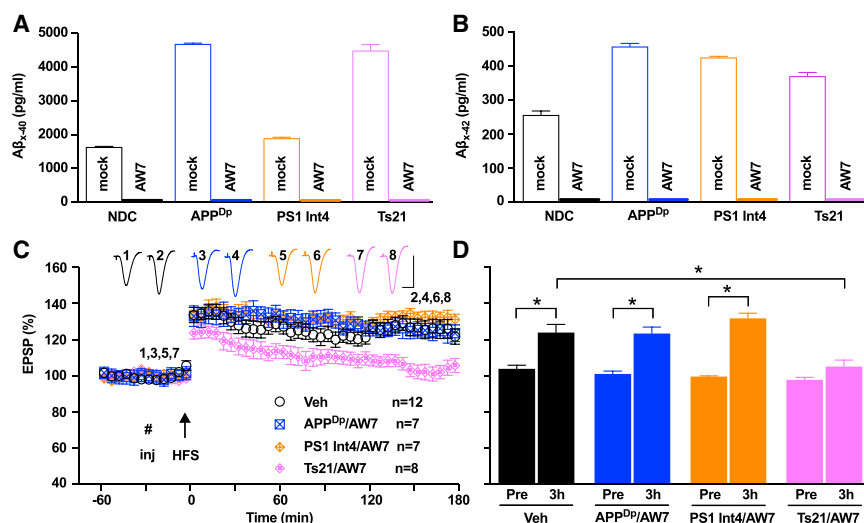 A
Aβx-40 (pg/ml)
5000
4000
3000
2000
1000
0
mock
AW7
mock
AW7
mock
AW7
mock
AW7
NDC
APPDp
PS1 Int4
Ts21
B
Aβx-42 (pg/ml)
500
400
300
200
100
0
mock
AW7
mock
AW7
mock
AW7
mock
AW7
NDC
APPDp
PS1 Int4
Ts21
C
EPSP (%)
160
140
120
100
80
60
40
1
2
3
4
5
6
7
8
2,4,6,8
1,3,5,7
#
inj
HFS
Veh n=12
APPDp/AW7 n=7
PS1 Int4/AW7 n=7
Ts21/AW7 n=8
-60
0
60
120
180
Time (min)
D
*
*
*
*
Pre 3h
Pre 3h
Pre 3h
Pre 3h
Veh
APPDp/AW7
PS1 Int4/AW7
Ts21/AW7